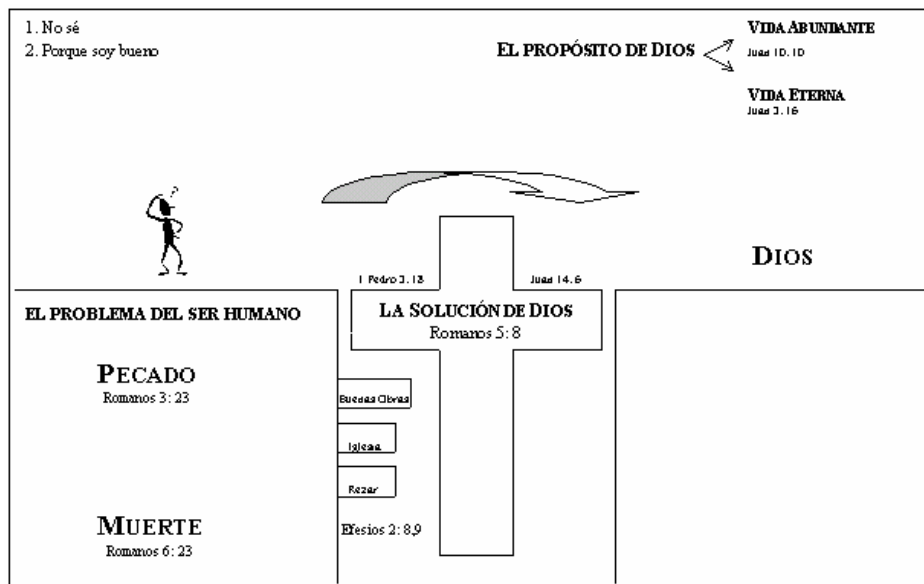 1. No sé
2. Porque soy bueno
EL PROPÓSITO DE DIOS
VIDA ABUNDANTE
Juan 10.10
VIDA ETERNA
Juan 3.16
?
DIOS
1 Pedro 3.18
Juan 14.6
EL PROBLEMA DEL SER HUMANO
LA SOLUCIÓN DE DIOS
Romanos 5:8
PECADO
Romanos 3:23
Buenas Obras
Iglesia
Rezar
MUERTE
Romanos 6:23
Efesios 2:8,9